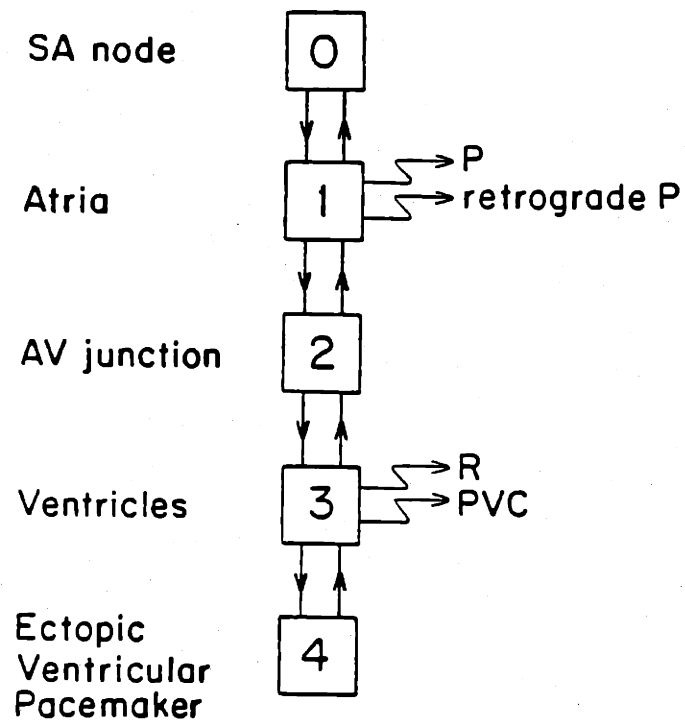 SA node
0
P
Atria
1
retrograde P
AV junction
2
R
Ventricles
3
PVC
Ectopic
Ventricular
Pacemaker
4